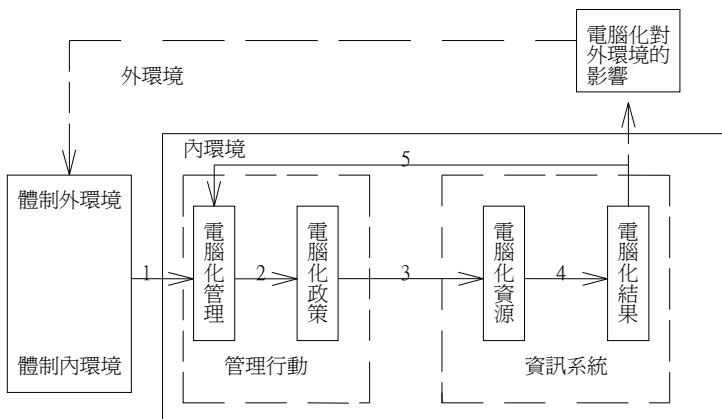 電腦化對
外環境的
影響
外環境
內環境
5
體制外環境
體制內環境
1
電腦化管理
2
電腦化政策
3
電腦化資源
4
電腦化結果
管理行動
資訊系統